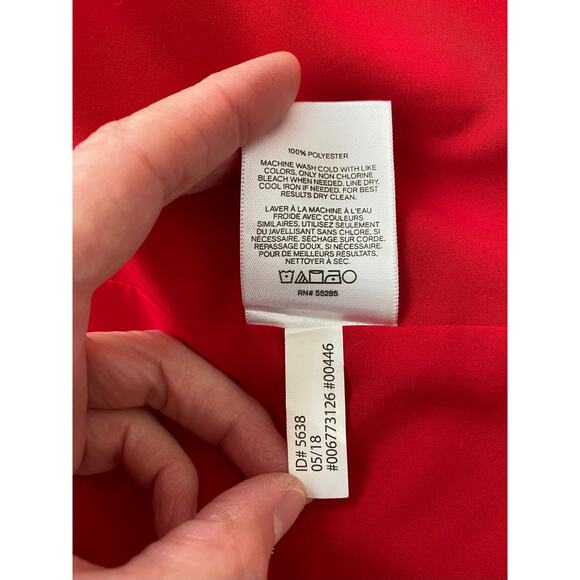 100% POLYESTER
MACHINE WASH COLD WITH LIKE
COLORS, ONLY NON CHLORINE
BLEACH WHEN NEEDED. LINE DRY.
COOL IRON IF NEEDED. FOR BEST
RESULTS DRY CLEAN.
LAVER À LA MACHINE À L'EAU
FROIDE AVEC COULEURS
SIMILAIRES. UTILISEZ SEULEMENT
DU JAVELLISANT SANS CHLORE, SI
NÉCESSAIRE. SÉCHAGE SUR CORDE.
REPASSAGE DOUX, SI NÉCESSAIRE.
POUR DE MEILLEURS RÉSULTATS,
NETTOYER À SEC.
RN# 55285
ID# 5638
05/18
#006773126 #00446